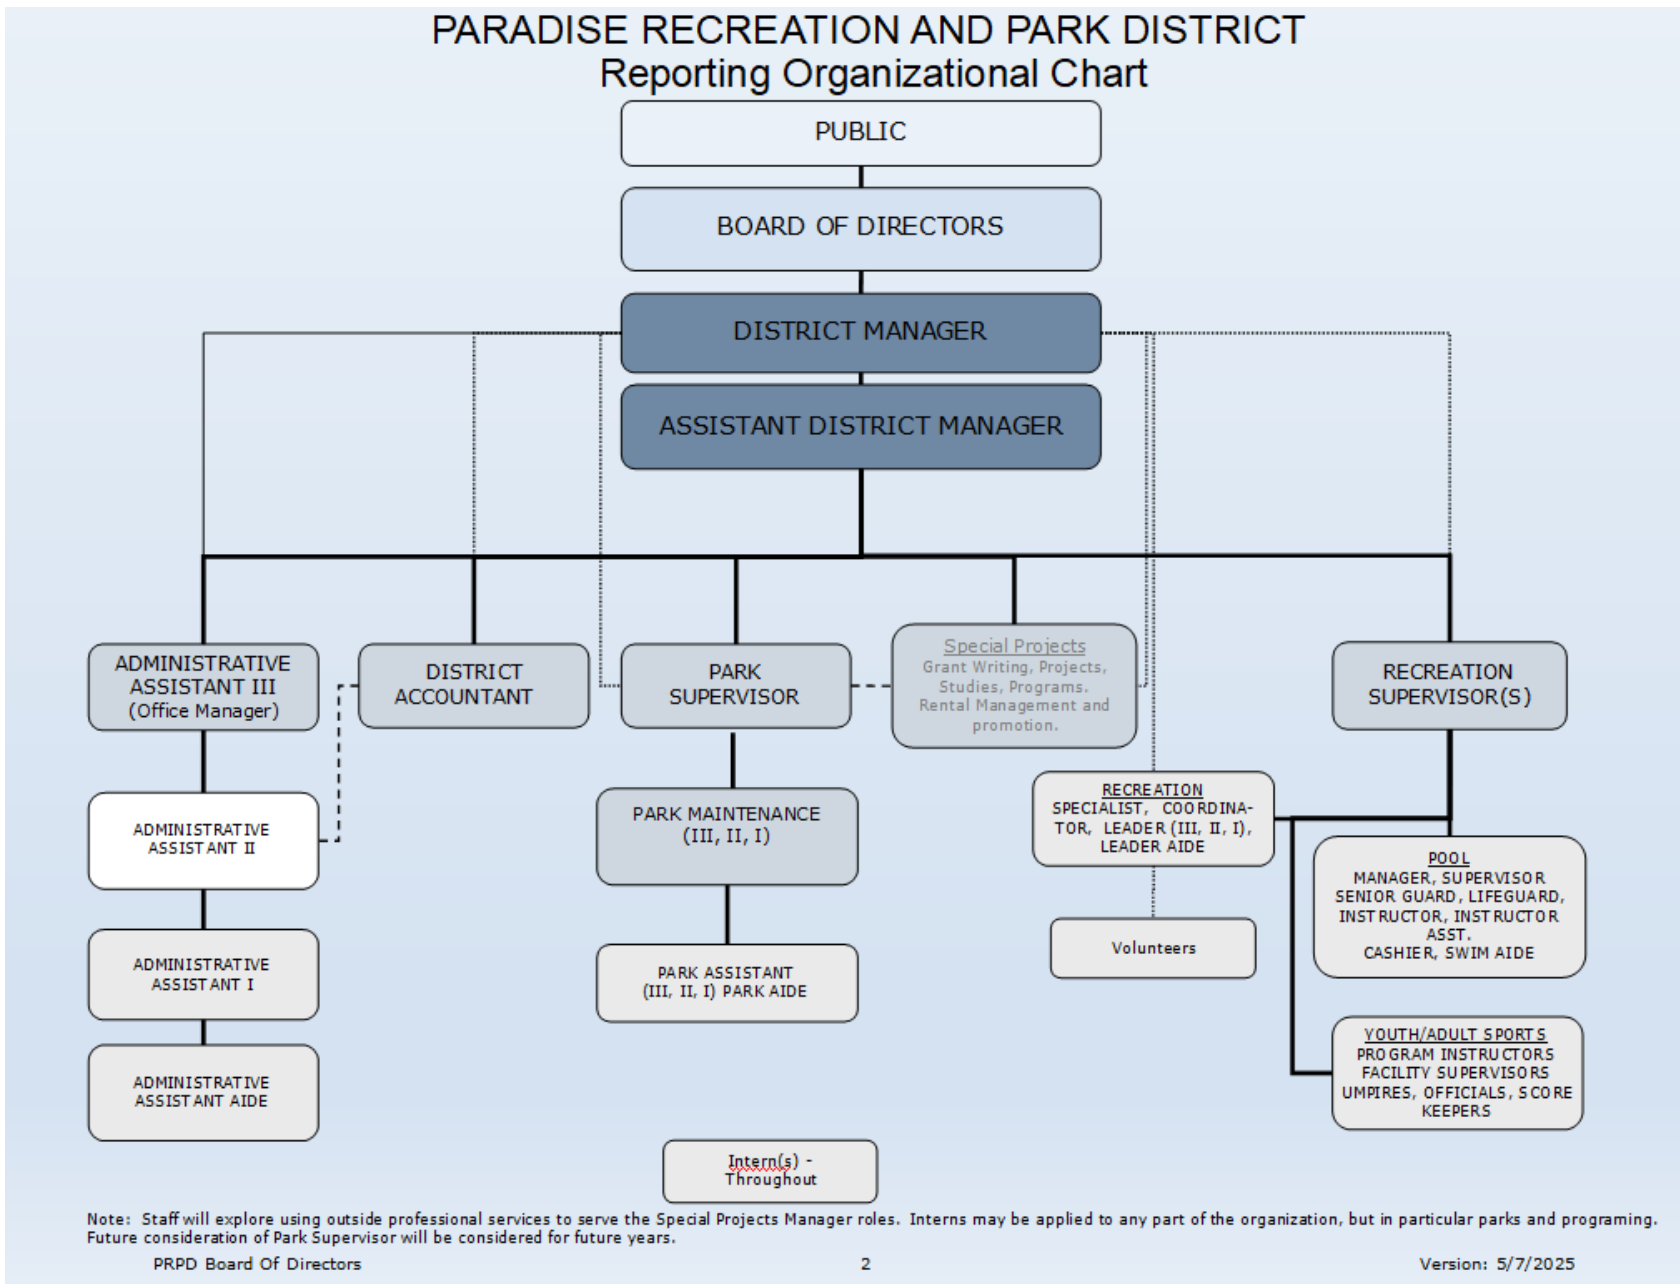 PARADISE RECREATION AND PARK DISTRICT
Reporting Organizational Chart
PUBLIC
BOARD OF DIRECTORS
DISTRICT MANAGER
ASSISTANT DISTRICT MANAGER
ADMINISTRATIVE
ASSISTANT III
(Office Manager)
DISTRICT
ACCOUNTANT
PARK
SUPERVISOR
Special Projects
Grant Writing, Projects,
Studies, Programs.
Rental Management and
promotion.
RECREATION
SUPERVISOR(S)
ADMINISTRATIVE
ASSISTANT II
PARK MAINTENANCE
(III, II, I)
RECREATION
SPECIALIST, COORDINA-
TOR, LEADER (III, II, I),
LEADER AIDE
POOL
MANAGER, SUPERVISOR
SENIOR GUARD, LIFEGUARD,
INSTRUCTOR, INSTRUCTOR
ASST.
CASHIER, SWIM AIDE
ADMINISTRATIVE
ASSISTANT I
PARK ASSISTANT
(III, II, I) PARK AIDE
Volunteers
ADMINISTRATIVE
ASSISTANT AIDE
YOUTH/ADULT SPORTS
PROGRAM INSTRUCTORS
FACILITY SUPERVISORS
UMPIRES, OFFICIALS, SCORE
KEEPERS
Intern(s) -
Throughout
Note: Staff will explore using outside professional services to serve the Special Projects Manager roles. Interns may be applied to any part of the organization, but in particular parks and programing.
Future consideration of Park Supervisor will be considered for future years.
PRPD Board Of Directors
2
Version: 5/7/2025